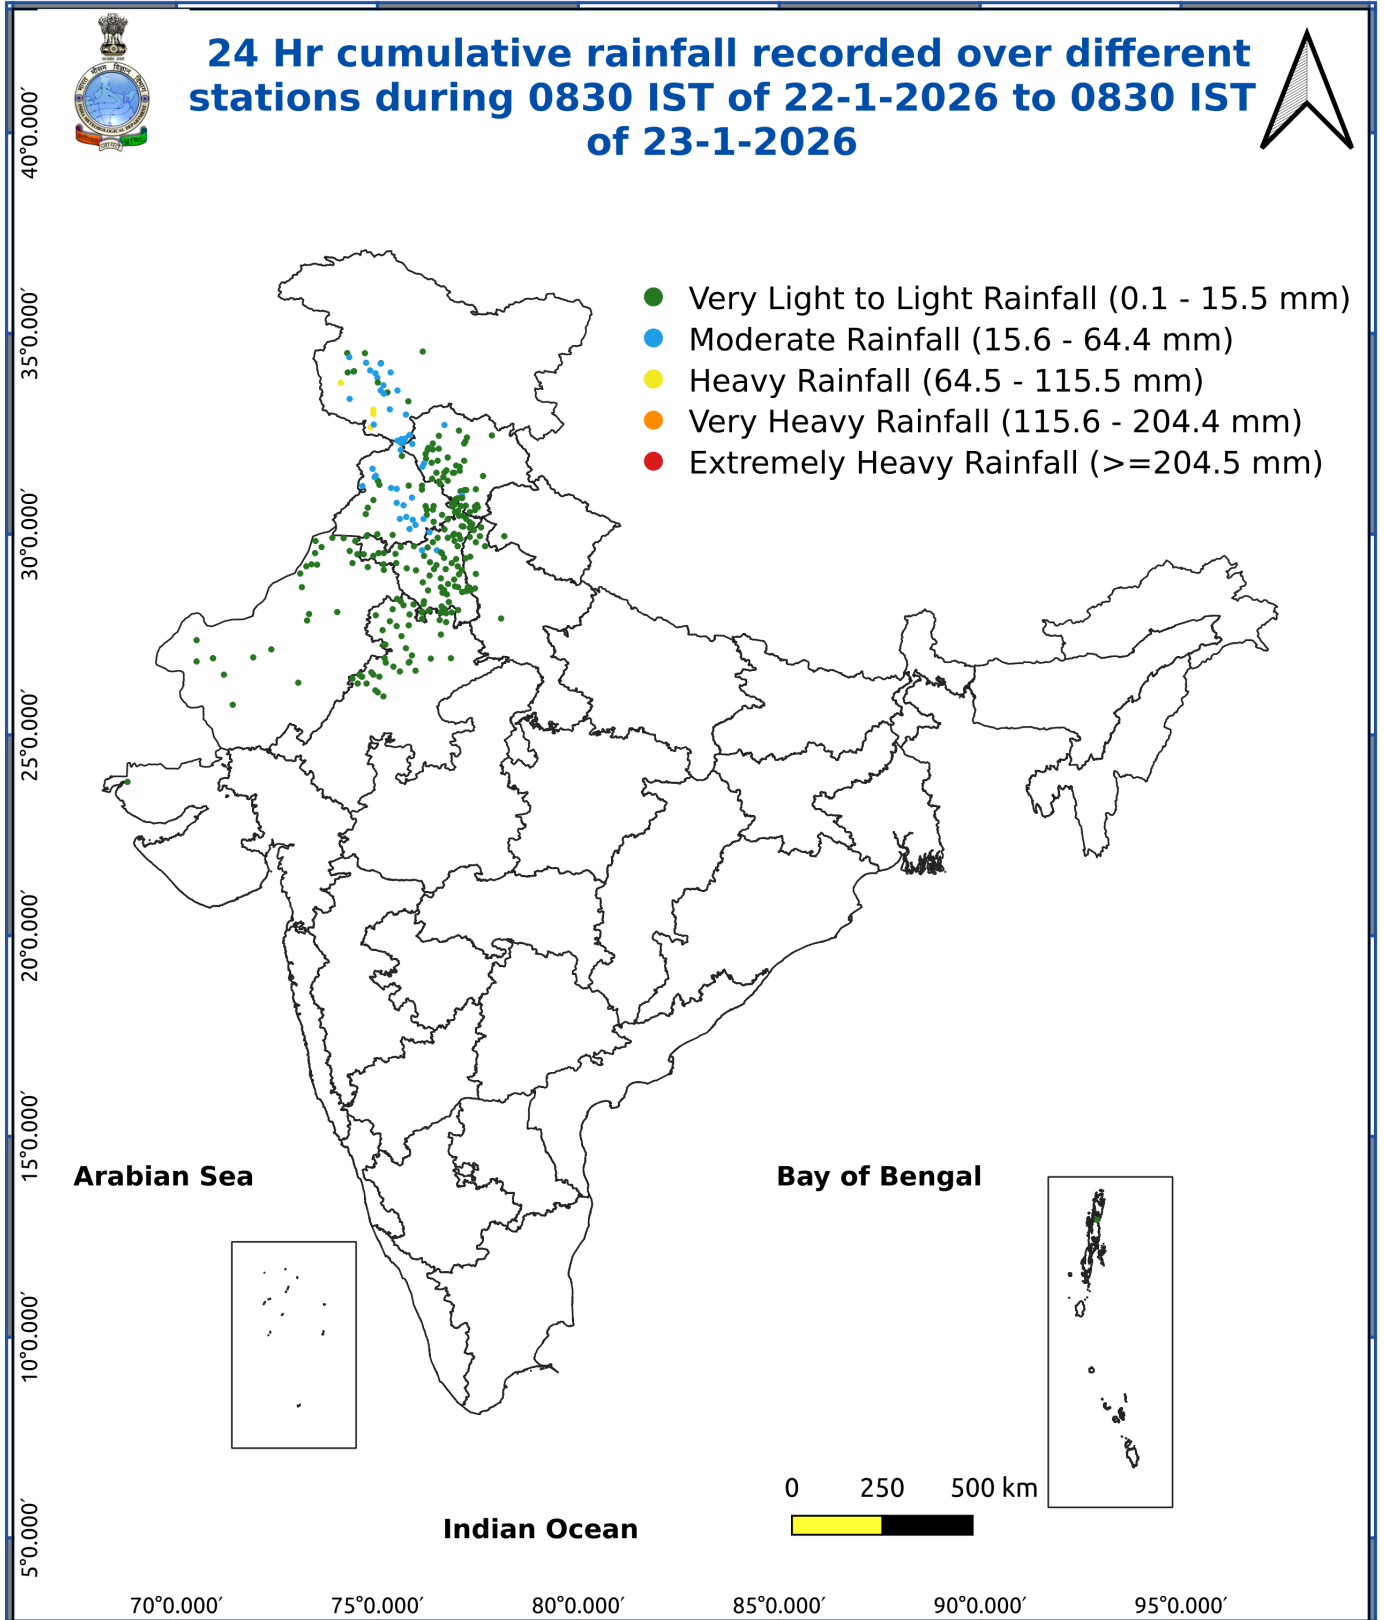 24 Hr cumulative rainfall recorded over different
stations during 0830 IST of 22-1-2026 to 0830 IST
of 23-1-2026
Very Light to Light Rainfall (0.1 - 15.5 mm)
Moderate Rainfall (15.6 - 64.4 mm)
Heavy Rainfall (64.5 - 115.5 mm)
Very Heavy Rainfall (115.6 - 204.4 mm)
Extremely Heavy Rainfall (>=204.5 mm)
40°0.000′
35°0.000′
30°0.000′
25°0.000′
20°0.000′
15°0.000′
10°0.000′
5°0.000′
Arabian Sea
Bay of Bengal
Indian Ocean
0 250 500 km
70°0.000′ 75°0.000′ 80°0.000′ 85°0.000′ 90°0.000′ 95°0.000′